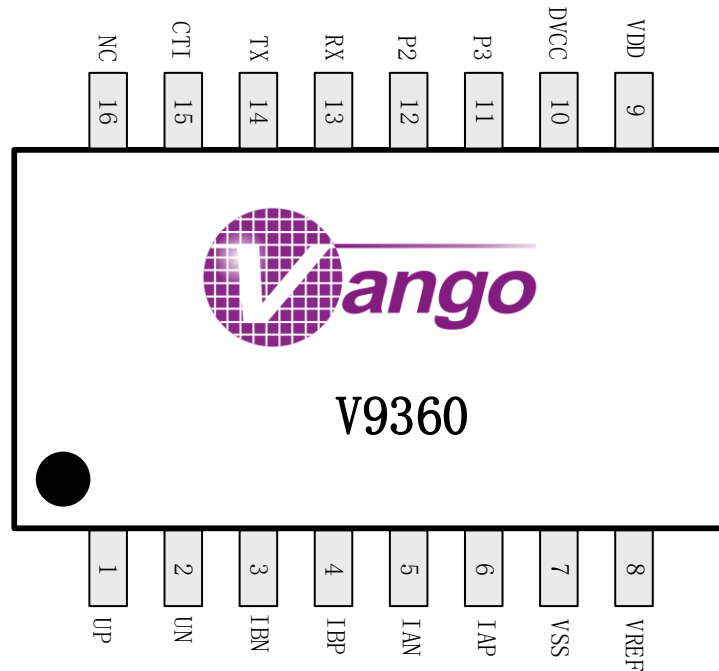 NC CTI TX RX P2 P3 DVCC VDD
16 15 14 13 12 11 10 9
Vango
V9360
1 2 3 4 5 6 7 8
UP UN IBN IBP IAN IAP VSS VREF